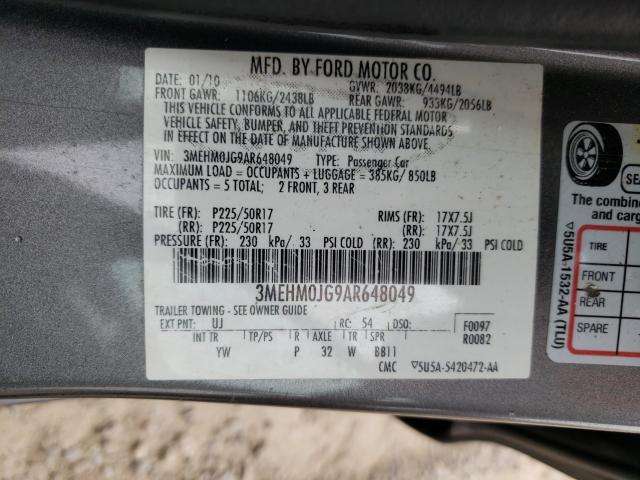 MFD. BY FORD MOTOR CO.
DATE: 01/10 GVWR: 2038KG/4494LB
FRONT GAWR: 1106KG/2438LB REAR GAWR: 933KG/2056LB
THIS VEHICLE CONFORMS TO ALL APPLICABLE FEDERAL MOTOR
VEHICLE SAFETY, BUMPER, AND THEFT PREVENTION STANDARDS
IN EFFECT ON THE DATE OF MANUFACTURE SHOWN ABOVE.
VIN: 3MEHM0JG9AR648049 TYPE: Passenger Car
MAXIMUM LOAD = OCCUPANTS + LUGGAGE = 385KG/ 850LB
OCCUPANTS = 5 TOTAL; 2 FRONT, 3 REAR
TIRE (FR): P225/50R17 RIMS (FR): 17X7.5J
(RR): P225/50R17 (RR): 17X7.5J
PRESSURE (FR): 230 kPa/ 33 PSI COLD (RR): 230 kPa/ 33 PSI COLD
3MEHM0JG9AR648049
TRAILER TOWING - SEE OWNER GUIDE
EXT PNT: UJ RC: 54 DSO: F0097
INT TR TP/PS R AXLE TR SPR R0082
YW P 32 W BB11
CMC ▽5U5A-5420472-AA
The combined
and carg
TIRE
FRONT
REAR
SPARE
▽5U5A-1532-AA (TLU)